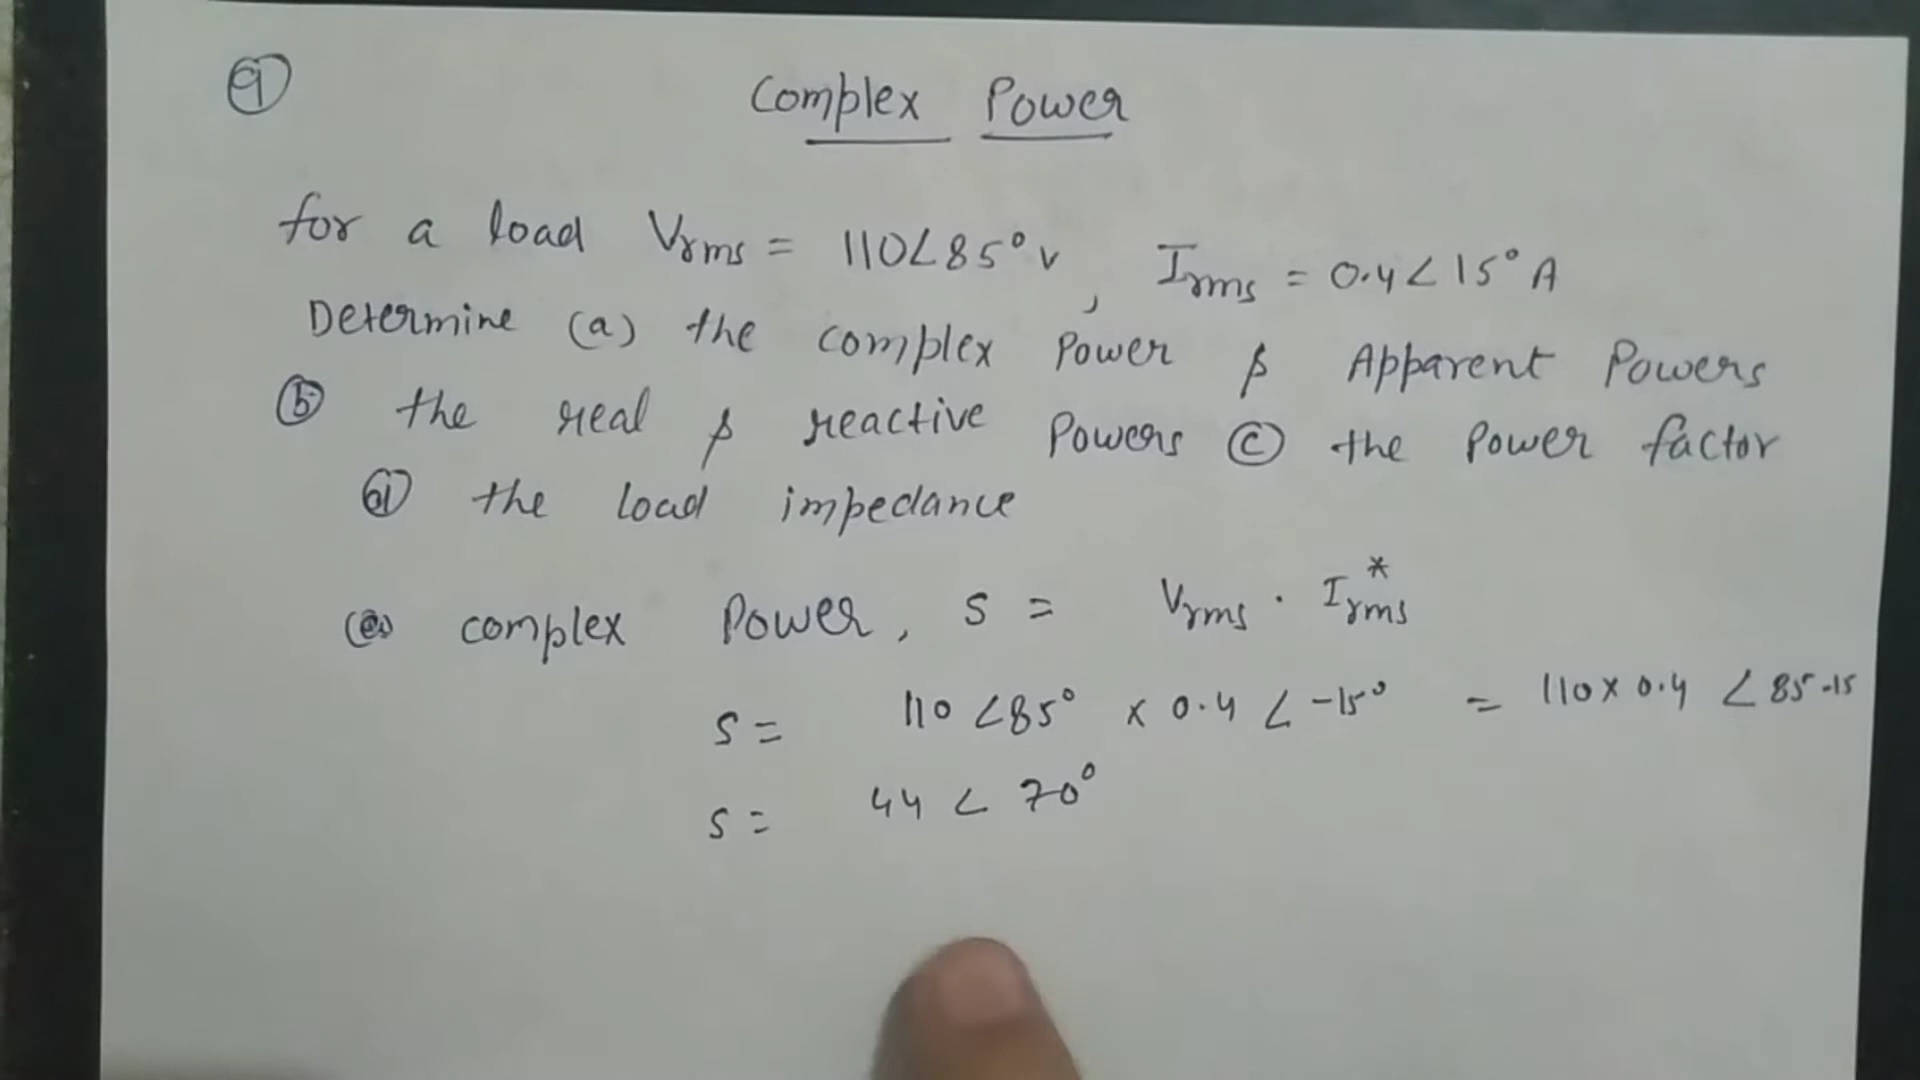 9
Complex Power
for a load Vrms = 110∠85° v, Irms = 0.4∠15° A
Determine (a) the complex Power & Apparent Powers
(b) the real & reactive Powers (c) the Power factor
(d) the load impedance
(a) complex Power, S = Vrms · Irms*
S = 110 ∠85° x 0.4 ∠-15° = 110 x 0.4 ∠85-15
S = 44 ∠ 70°